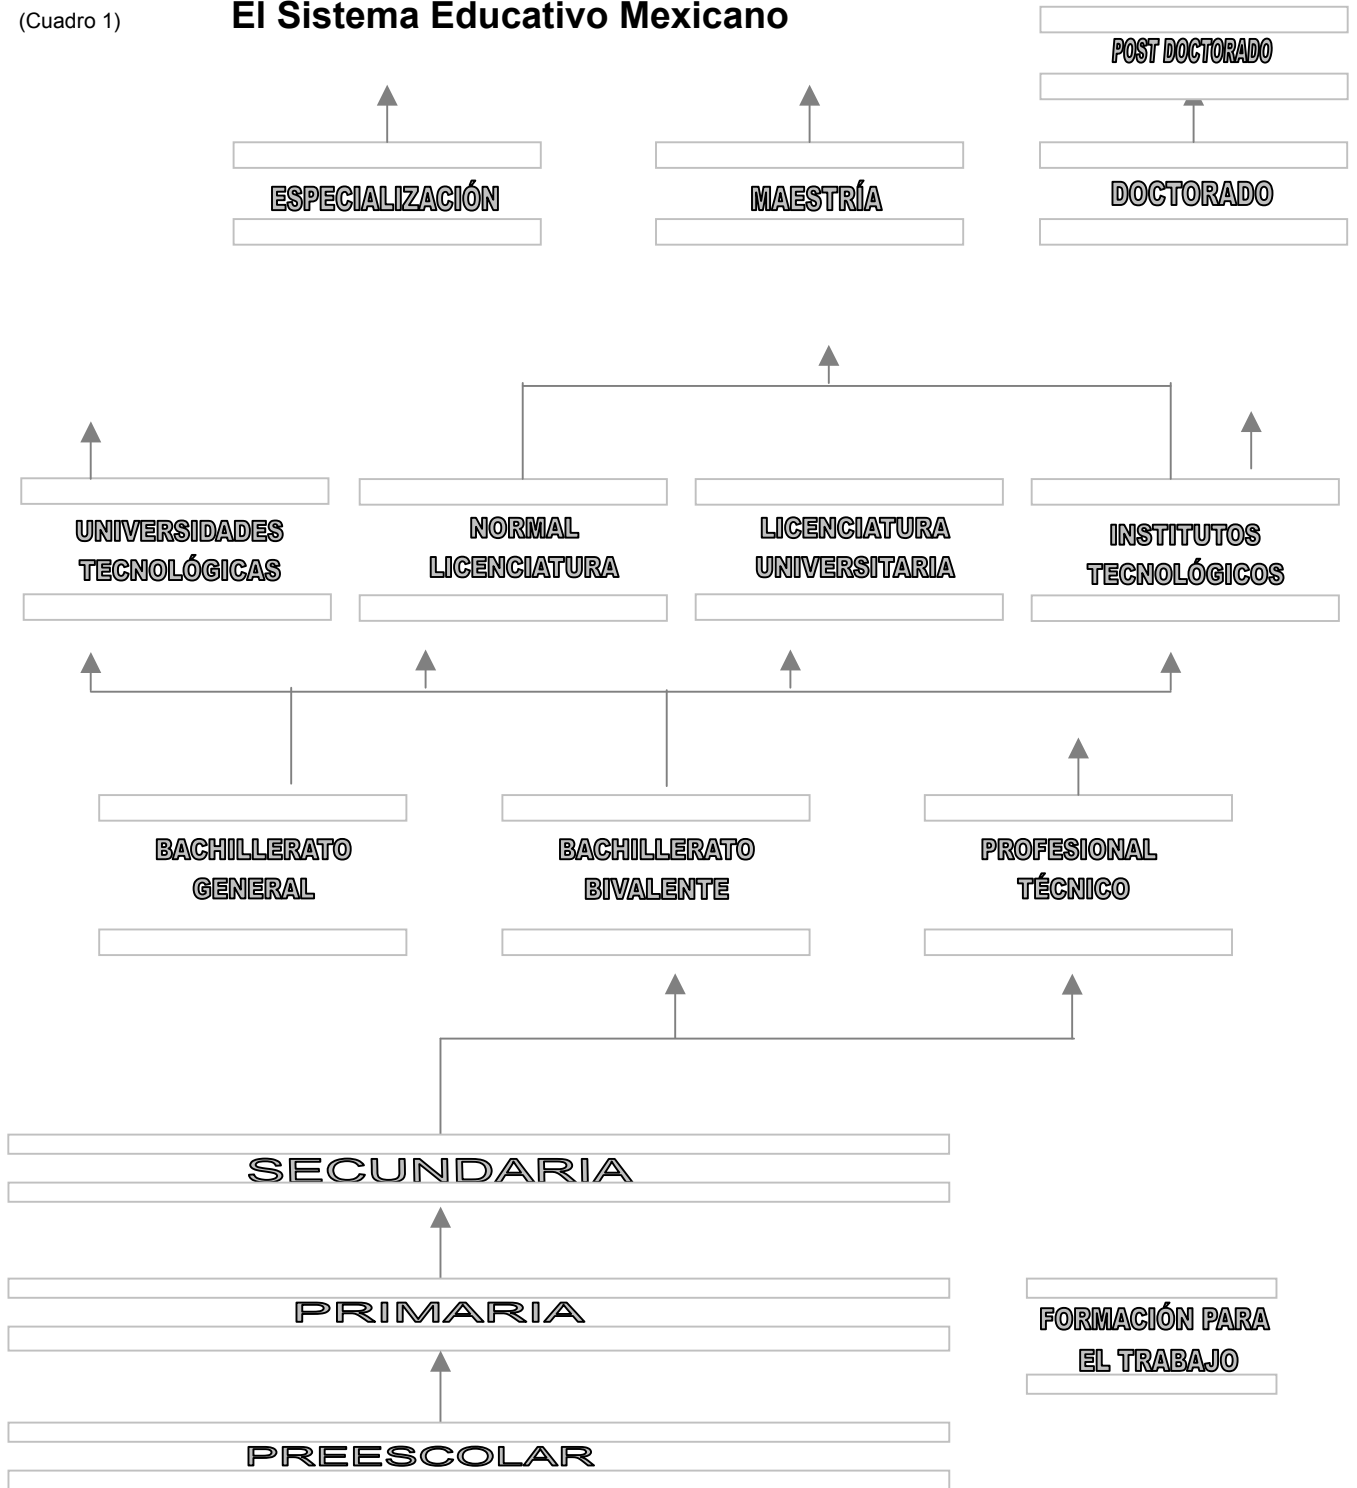 (Cuadro 1)
El Sistema Educativo Mexicano
POST DOCTORADO
ESPECIALIZACIÓN
MAESTRÍA
DOCTORADO
UNIVERSIDADES
TECNOLÓGICAS
NORMAL
LICENCIATURA
LICENCIATURA
UNIVERSITARIA
INSTITUTOS
TECNOLÓGICOS
BACHILLERATO
GENERAL
BACHILLERATO
BIVALENTE
PROFESIONAL
TÉCNICO
SECUNDARIA
PRIMARIA
FORMACIÓN PARA
EL TRABAJO
PREESCOLAR